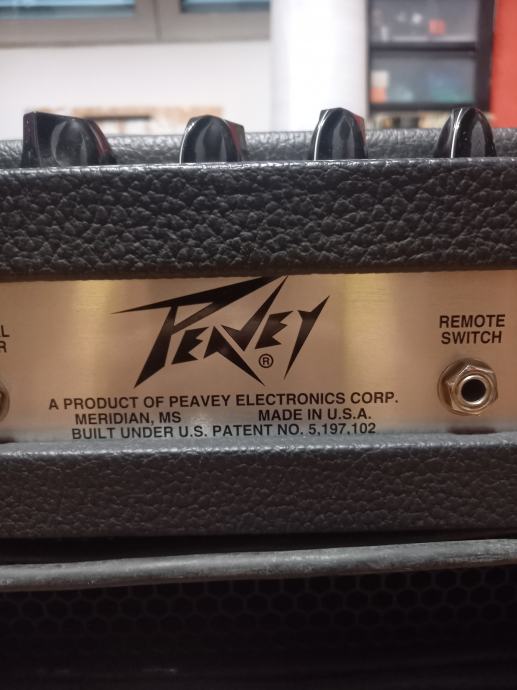 PEAVEY
®
A PRODUCT OF PEAVEY ELECTRONICS CORP.
MERIDIAN, MS MADE IN U.S.A.
BUILT UNDER U.S. PATENT NO. 5,197,102
REMOTE
SWITCH